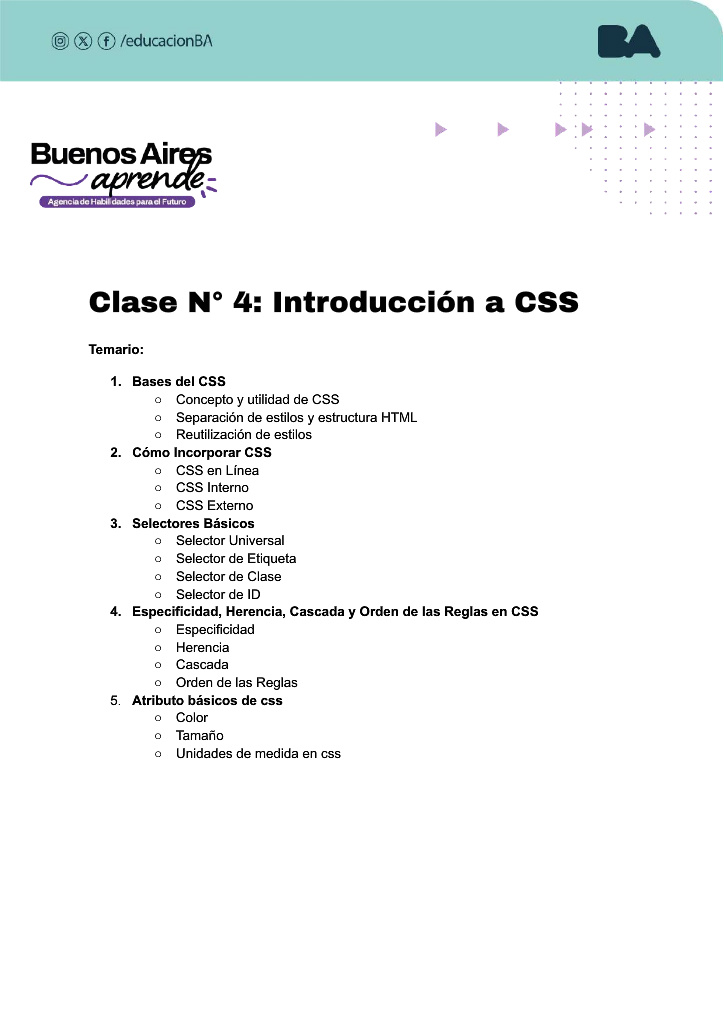 /educacionBA
BA
Buenos Aires
aprende
Agencia de Habilidades para el Futuro
Clase N° 4: Introducción a CSS
Temario:
1. Bases del CSS
○ Concepto y utilidad de CSS
○ Separación de estilos y estructura HTML
○ Reutilización de estilos
2. Cómo Incorporar CSS
○ CSS en Línea
○ CSS Interno
○ CSS Externo
3. Selectores Básicos
○ Selector Universal
○ Selector de Etiqueta
○ Selector de Clase
○ Selector de ID
4. Especificidad, Herencia, Cascada y Orden de las Reglas en CSS
○ Especificidad
○ Herencia
○ Cascada
○ Orden de las Reglas
5. Atributo básicos de css
○ Color
○ Tamaño
○ Unidades de medida en css